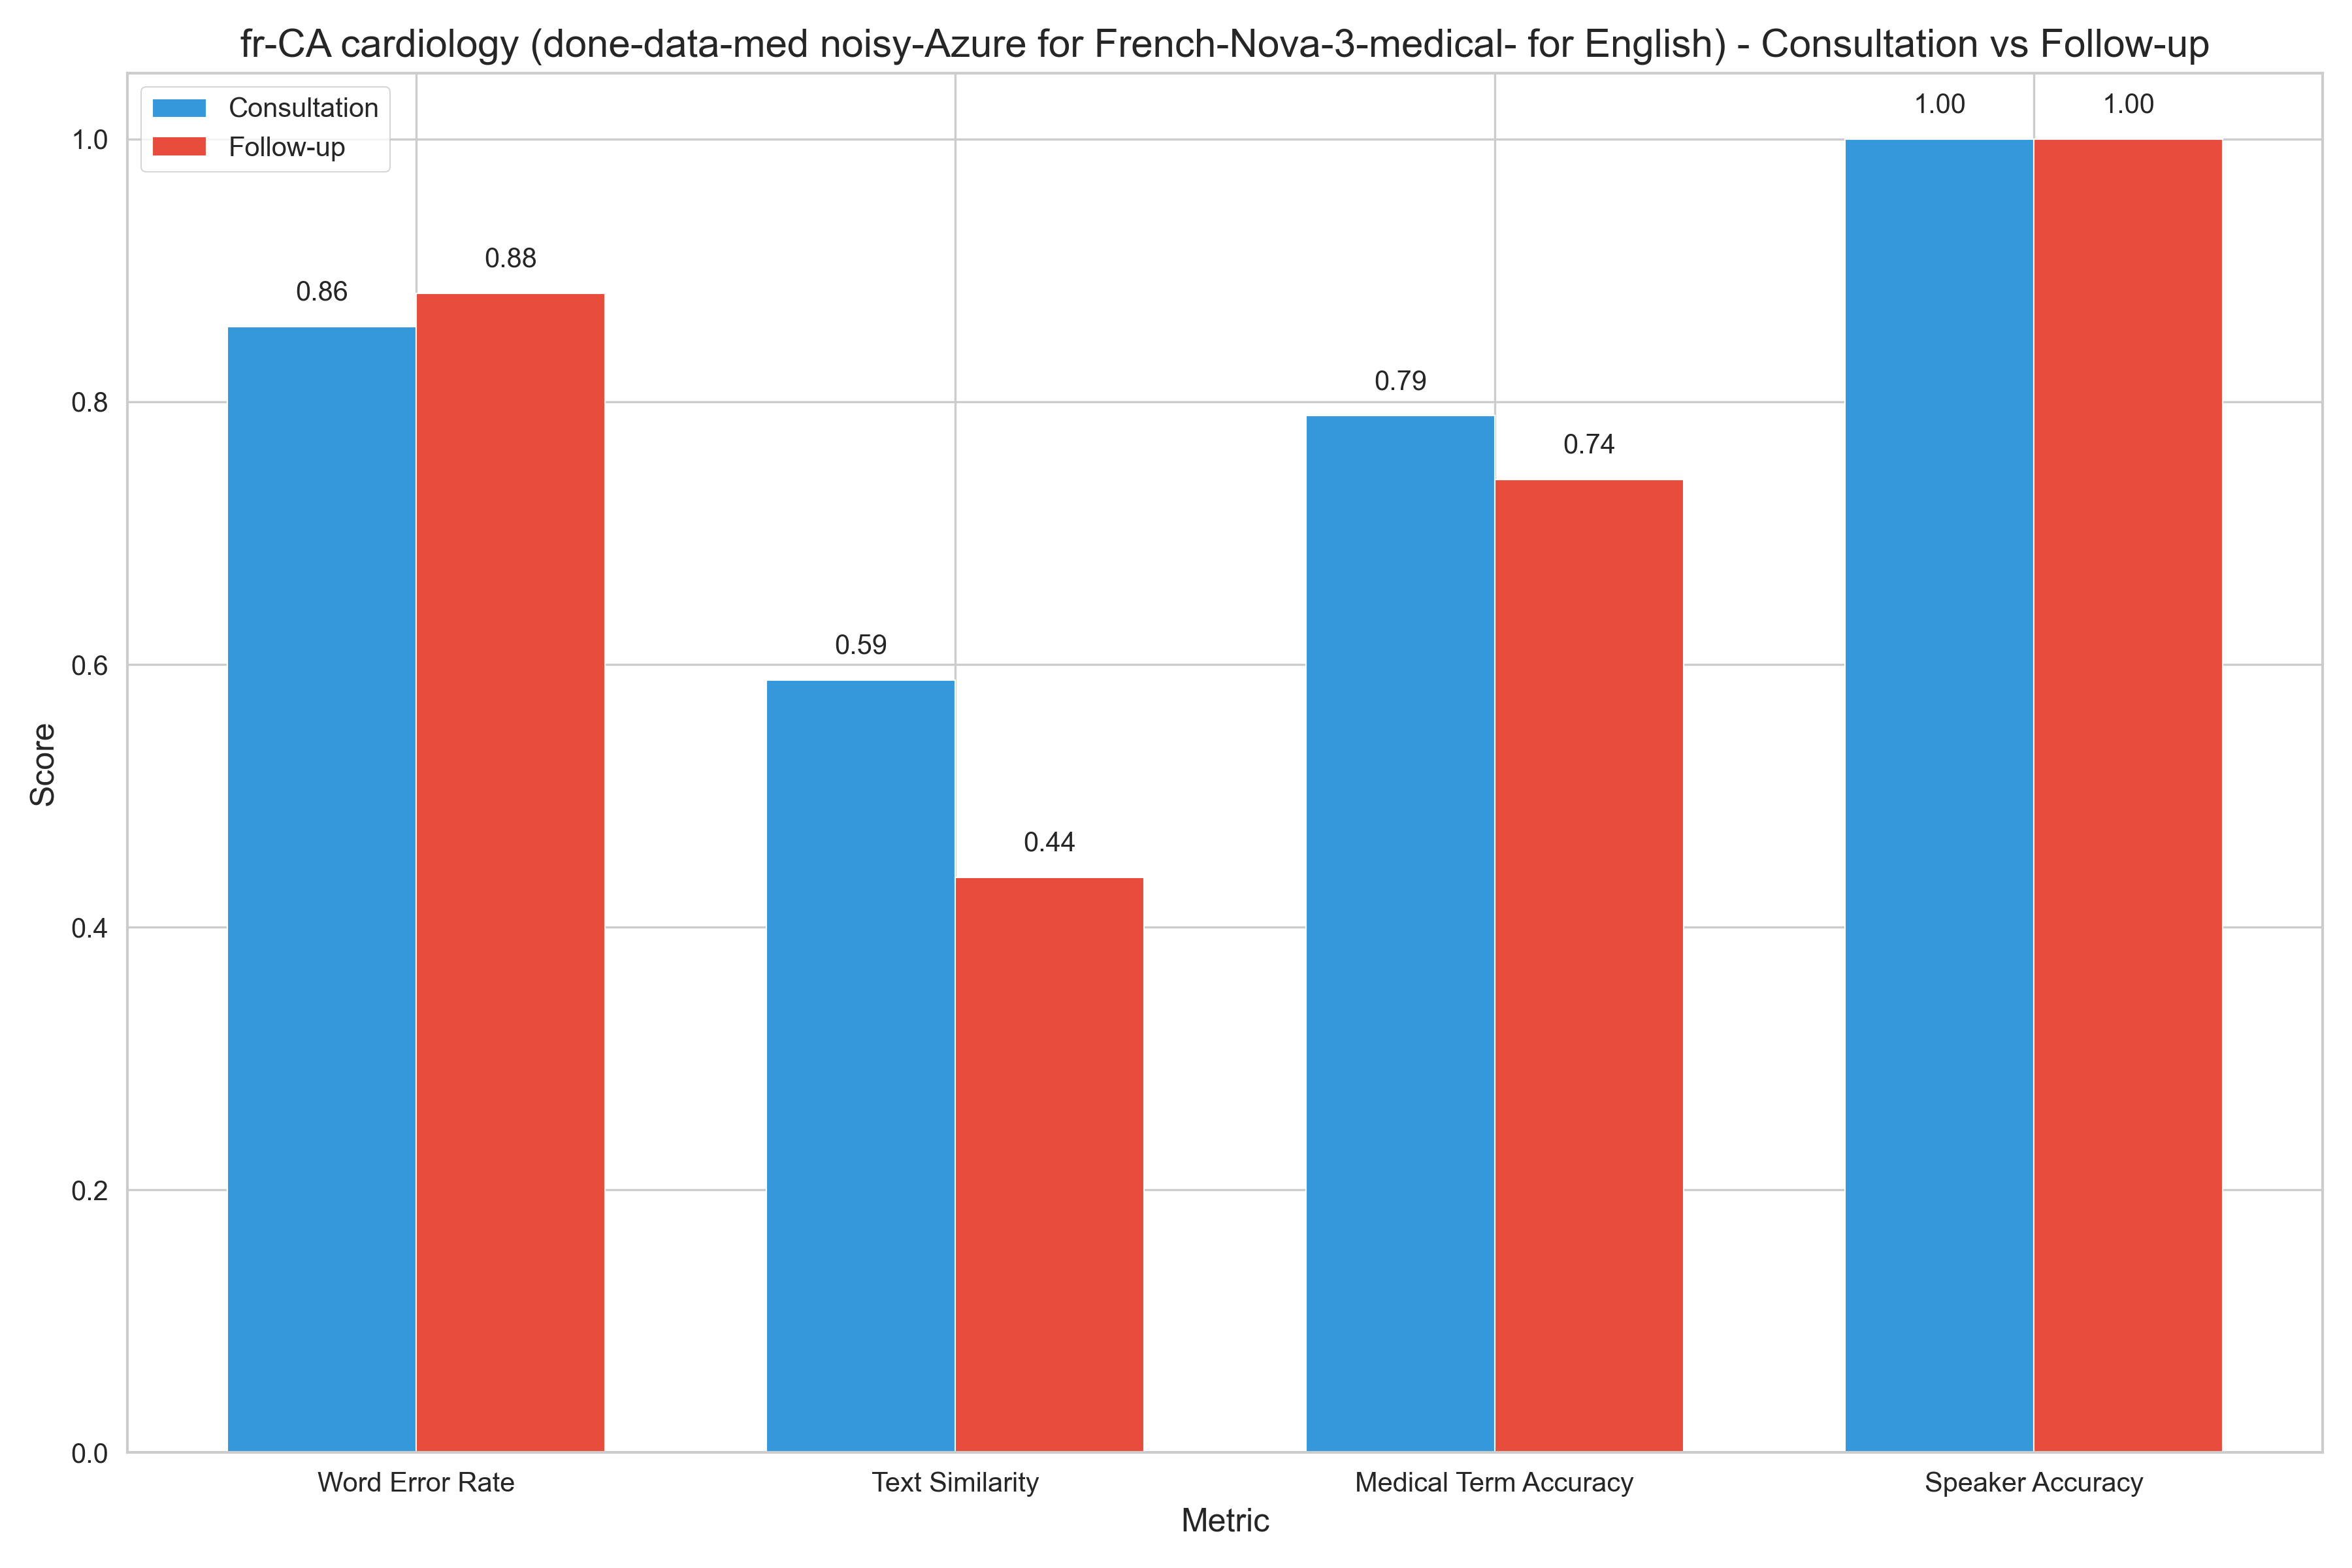 fr-CA cardiology (done-data-med noisy-Azure for French-Nova-3-medical- for English) - Consultation vs Follow-up
Consultation
Follow-up
1.00
1.00
1.0
0.88
0.86
0.8
0.79
0.74
0.6
0.59
0.44
0.4
0.2
0.0
Score
Word Error Rate
Text Similarity
Medical Term Accuracy
Speaker Accuracy
Metric